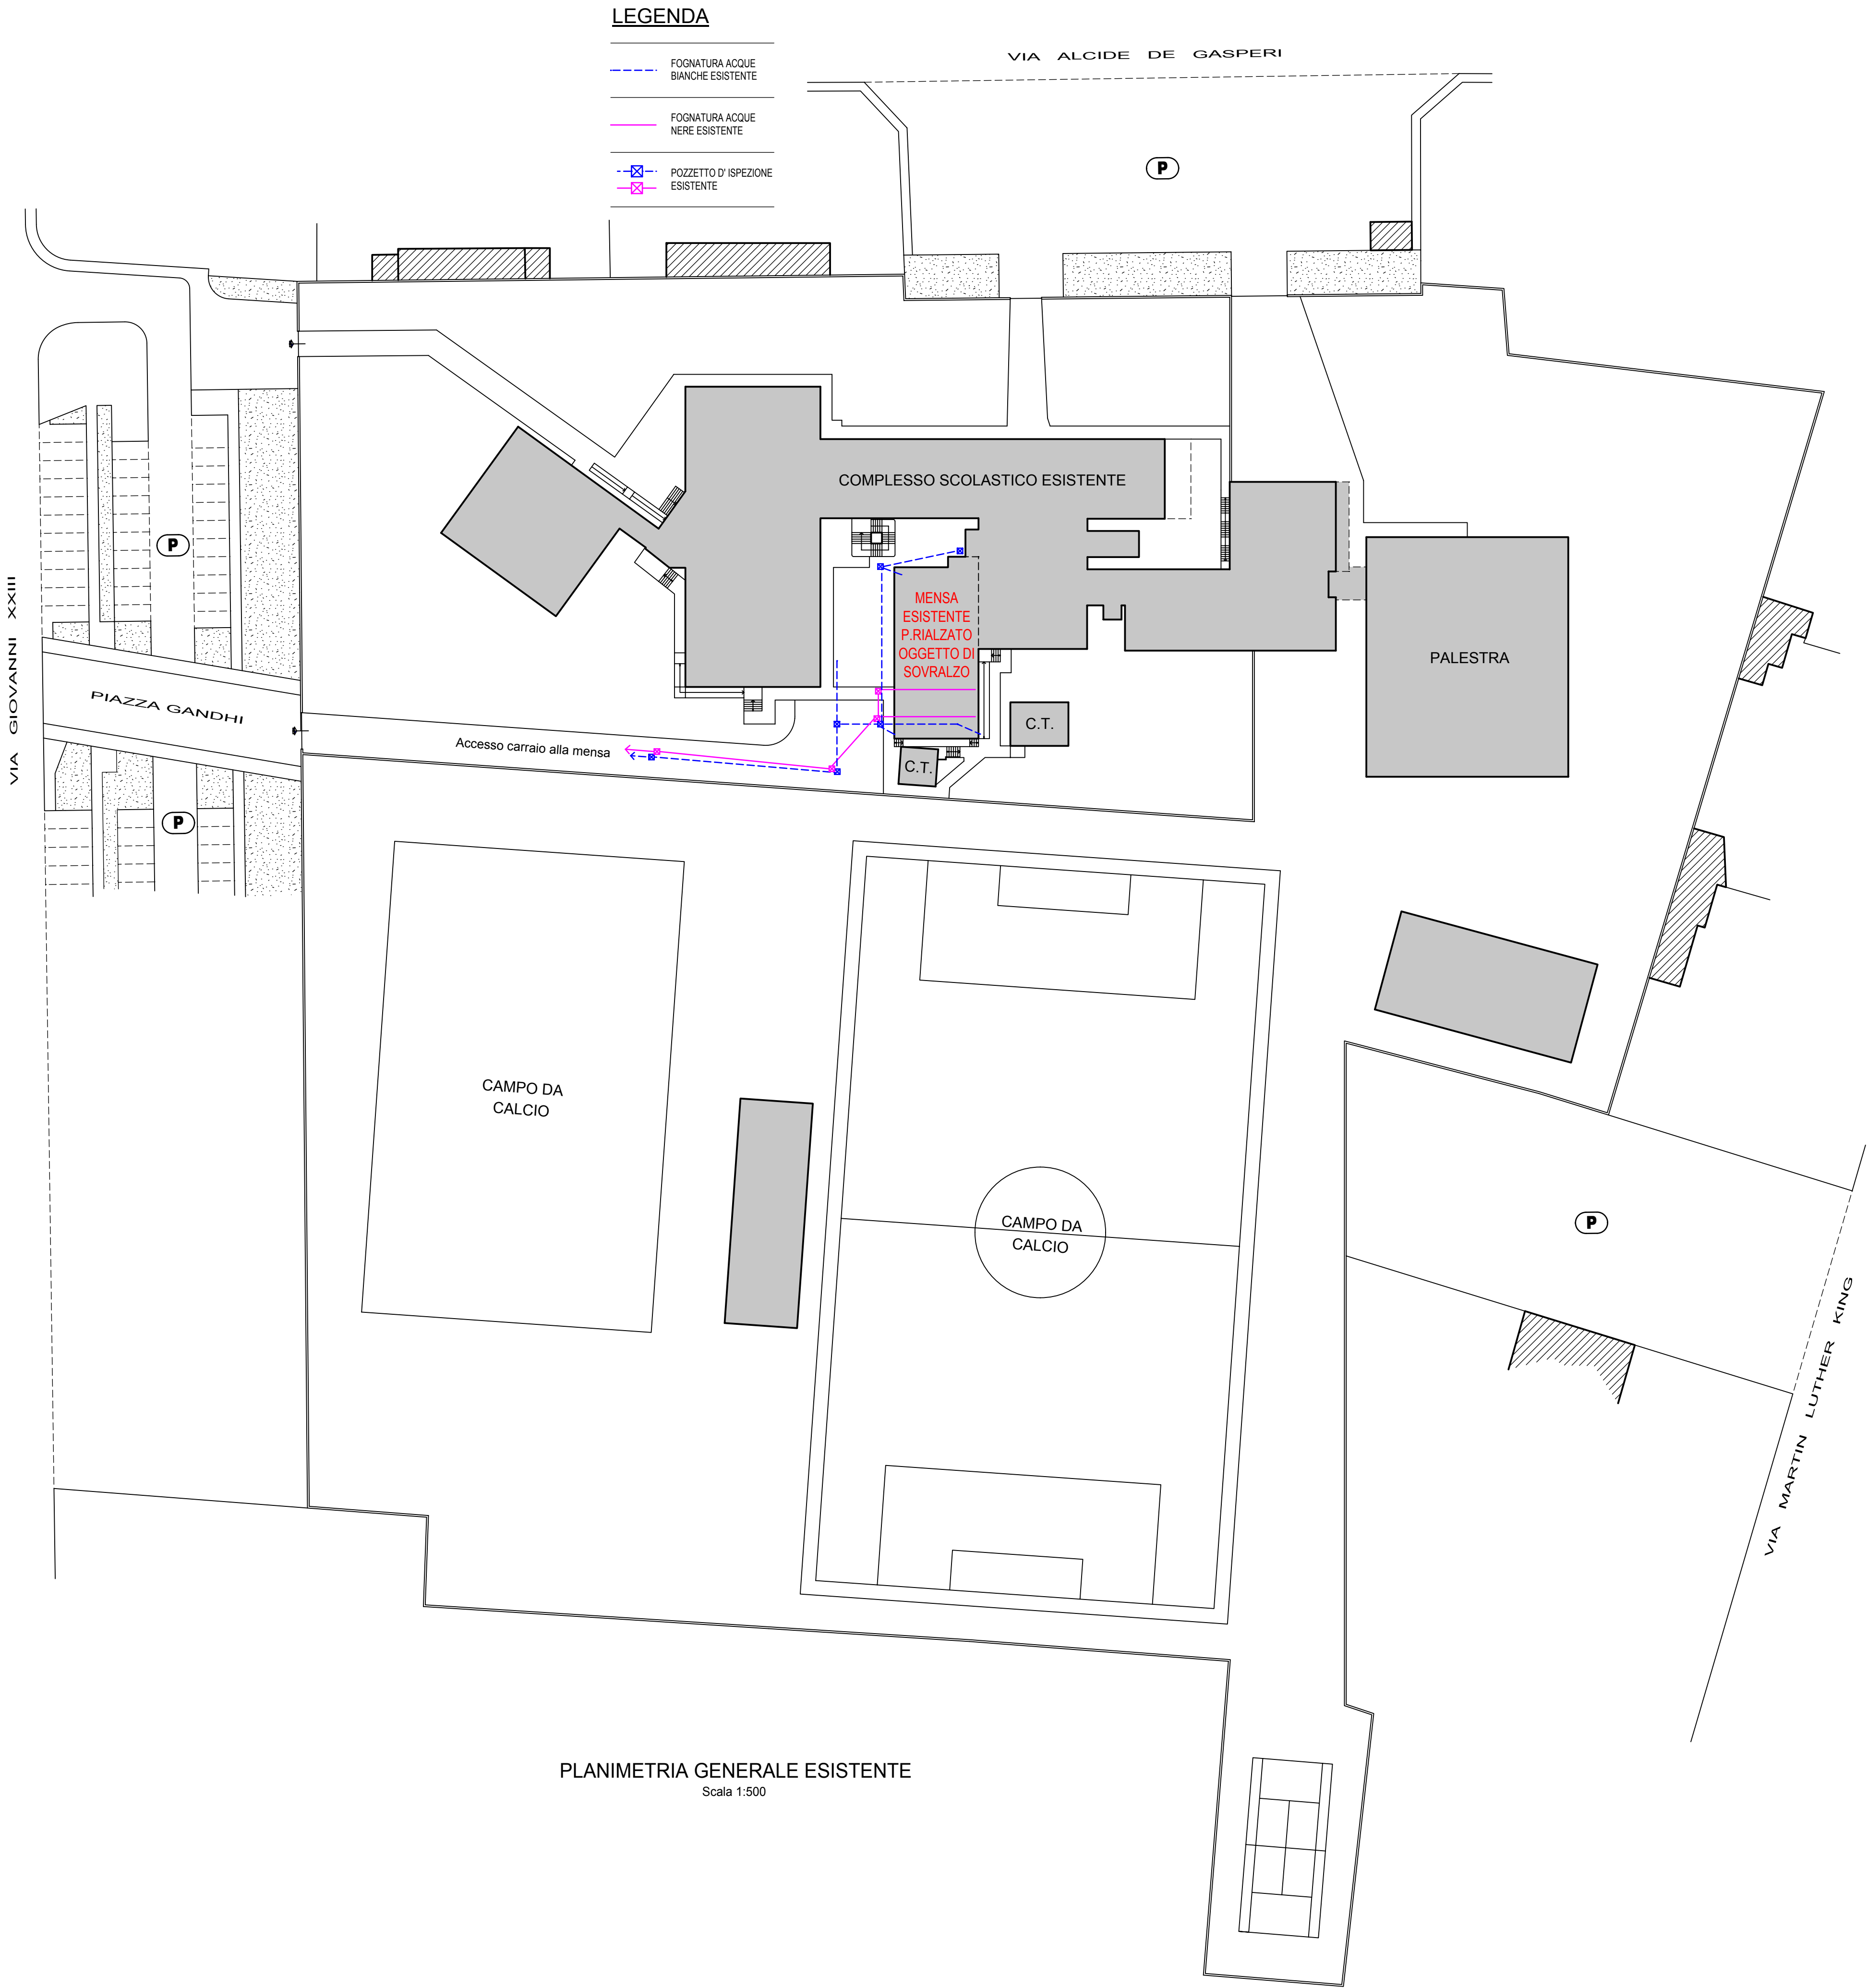 LEGENDA
FOGNATURA ACQUE
BIANCHE ESISTENTE
FOGNATURA ACQUE
NERE ESISTENTE
POZZETTO D' ISPEZIONE
ESISTENTE
VIA ALCIDE DE GASPERI
P
COMPLESSO SCOLASTICO ESISTENTE
P
MENSA
ESISTENTE
P.RIALZATO
OGGETTO DI
SOVRALZO
PALESTRA
VIA GIOVANNI XXIII
PIAZZA GANDHI
C.T.
Accesso carraio alla mensa
C.T.
P
CAMPO DA
CALCIO
CAMPO DA
CALCIO
P
VIA MARTIN LUTHER KING
PLANIMETRIA GENERALE ESISTENTE
Scala 1:500